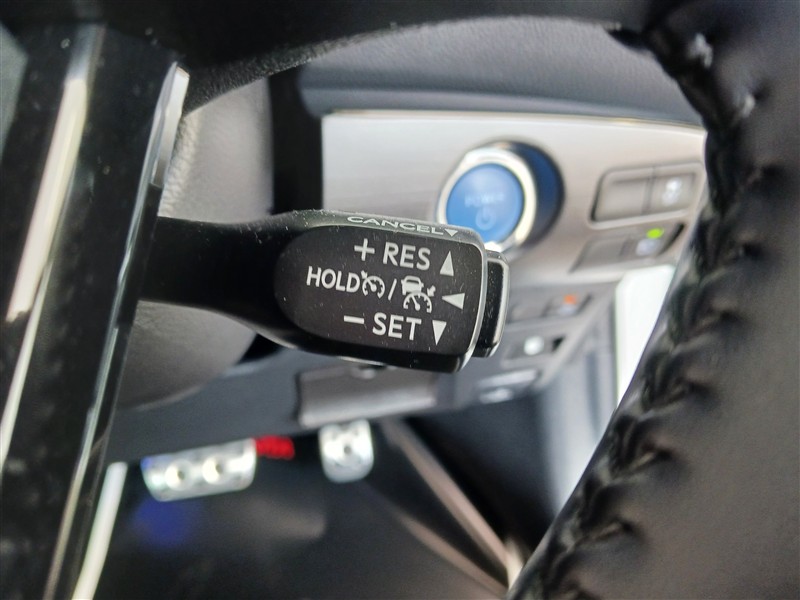 CANCEL
+ RES
HOLD /
− SET
POWER